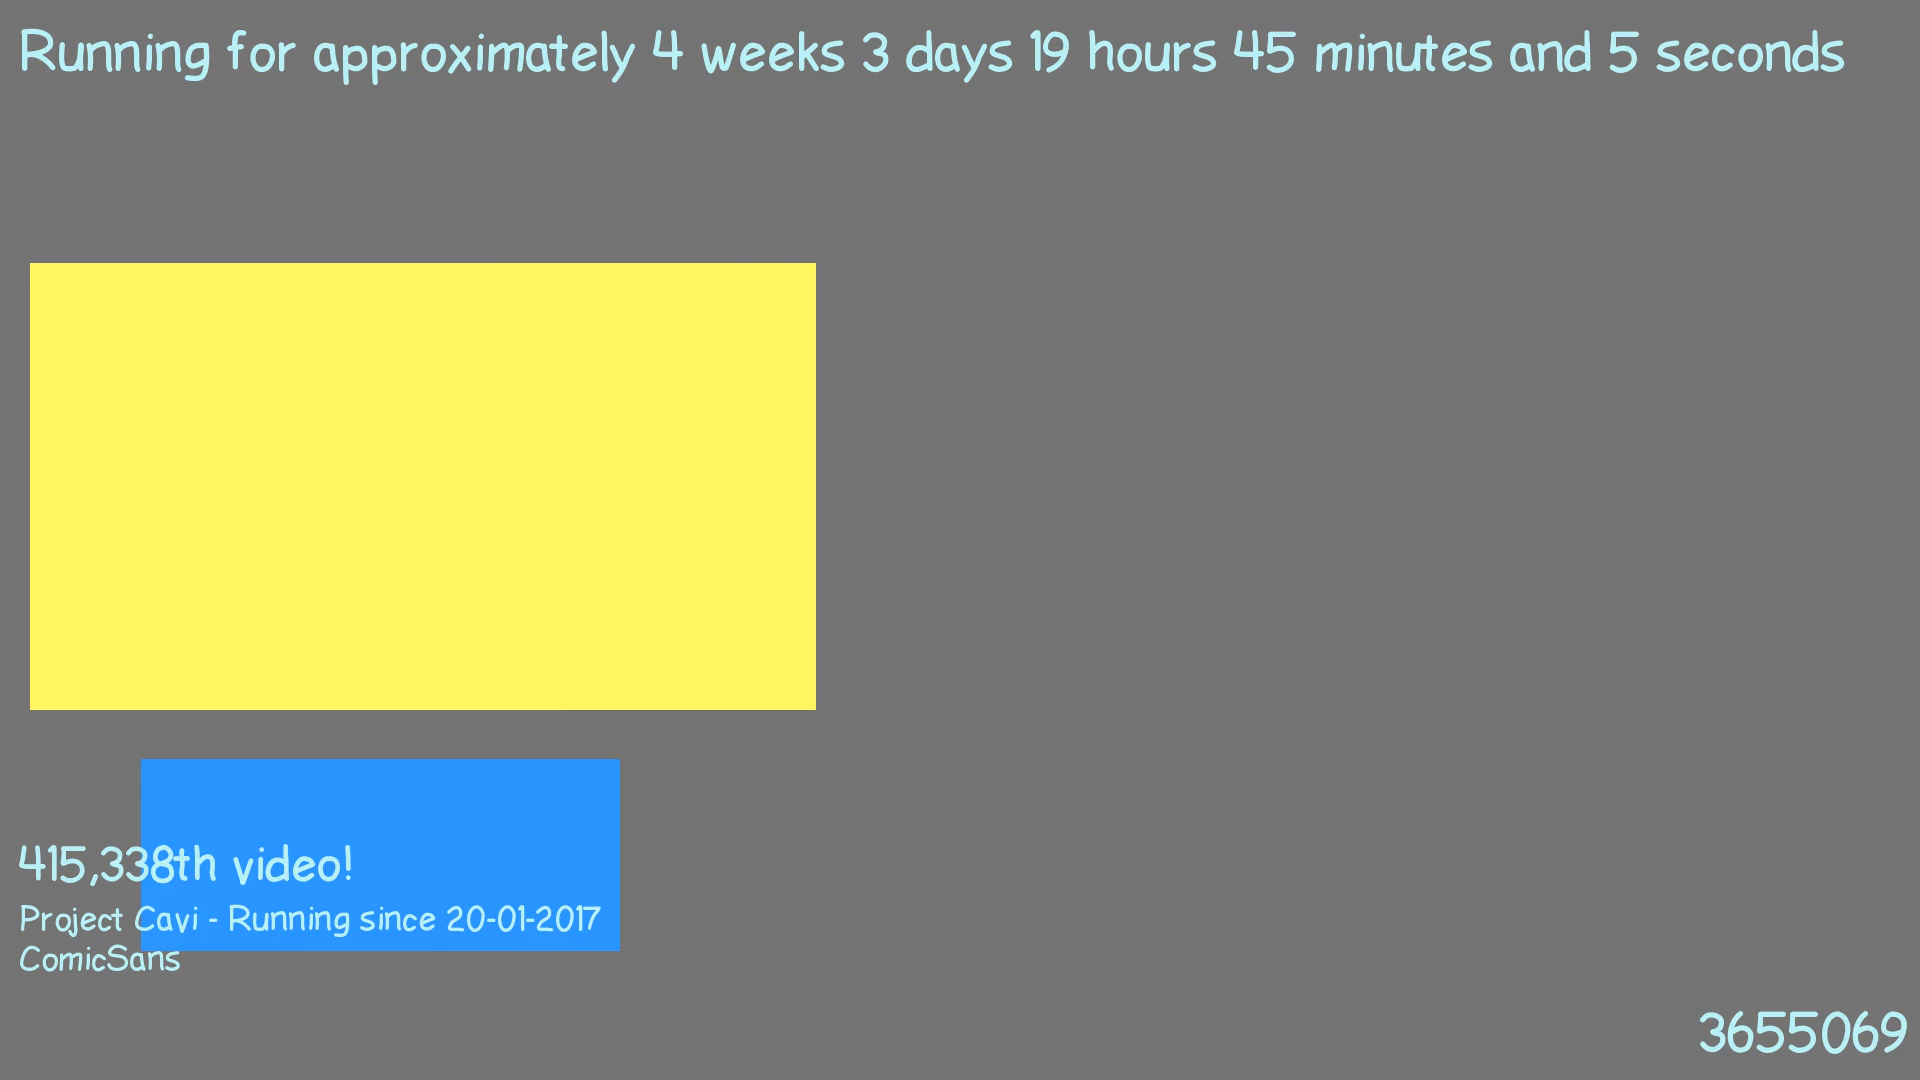 Running for approximately 4 weeks 3 days 19 hours 45 minutes and 5 seconds
415,338th video!
Project Cavi - Running since 20-01-2017
ComicSans
3655069